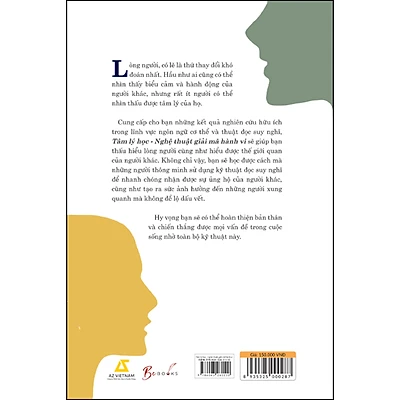 Lòng người, có lẽ là thứ thay đổi khó
đoán nhất. Hầu như ai cũng có thể
nhìn thấy biểu cảm và hành động của
người khác, nhưng rất ít người có thể
nhìn thấu được tâm lý của họ.
Cung cấp cho bạn những kết quả nghiên cứu hữu ích
trong lĩnh vực ngôn ngữ cơ thể và thuật đọc suy nghĩ,
Tâm lý học - Nghệ thuật giải mã hành vi sẽ giúp bạn
thấu hiểu lòng người cũng như hiểu được thế giới quan
của người khác. Không chỉ vậy, bạn sẽ học được cách mà
những người thông minh sử dụng kỹ thuật đọc suy nghĩ
để nhanh chóng nhận được sự ủng hộ của người khác,
cũng như tạo ra sức ảnh hưởng đến những người xung
quanh mà không để lộ dấu vết.
Hy vọng bạn sẽ có thể hoàn thiện bản thân
và chiến thắng được mọi vấn đề trong cuộc
sống nhờ toàn bộ kỹ thuật này.
AZ VIETNAM
BOOKS
Giá: 150.000 VNĐ
8 935325 000287